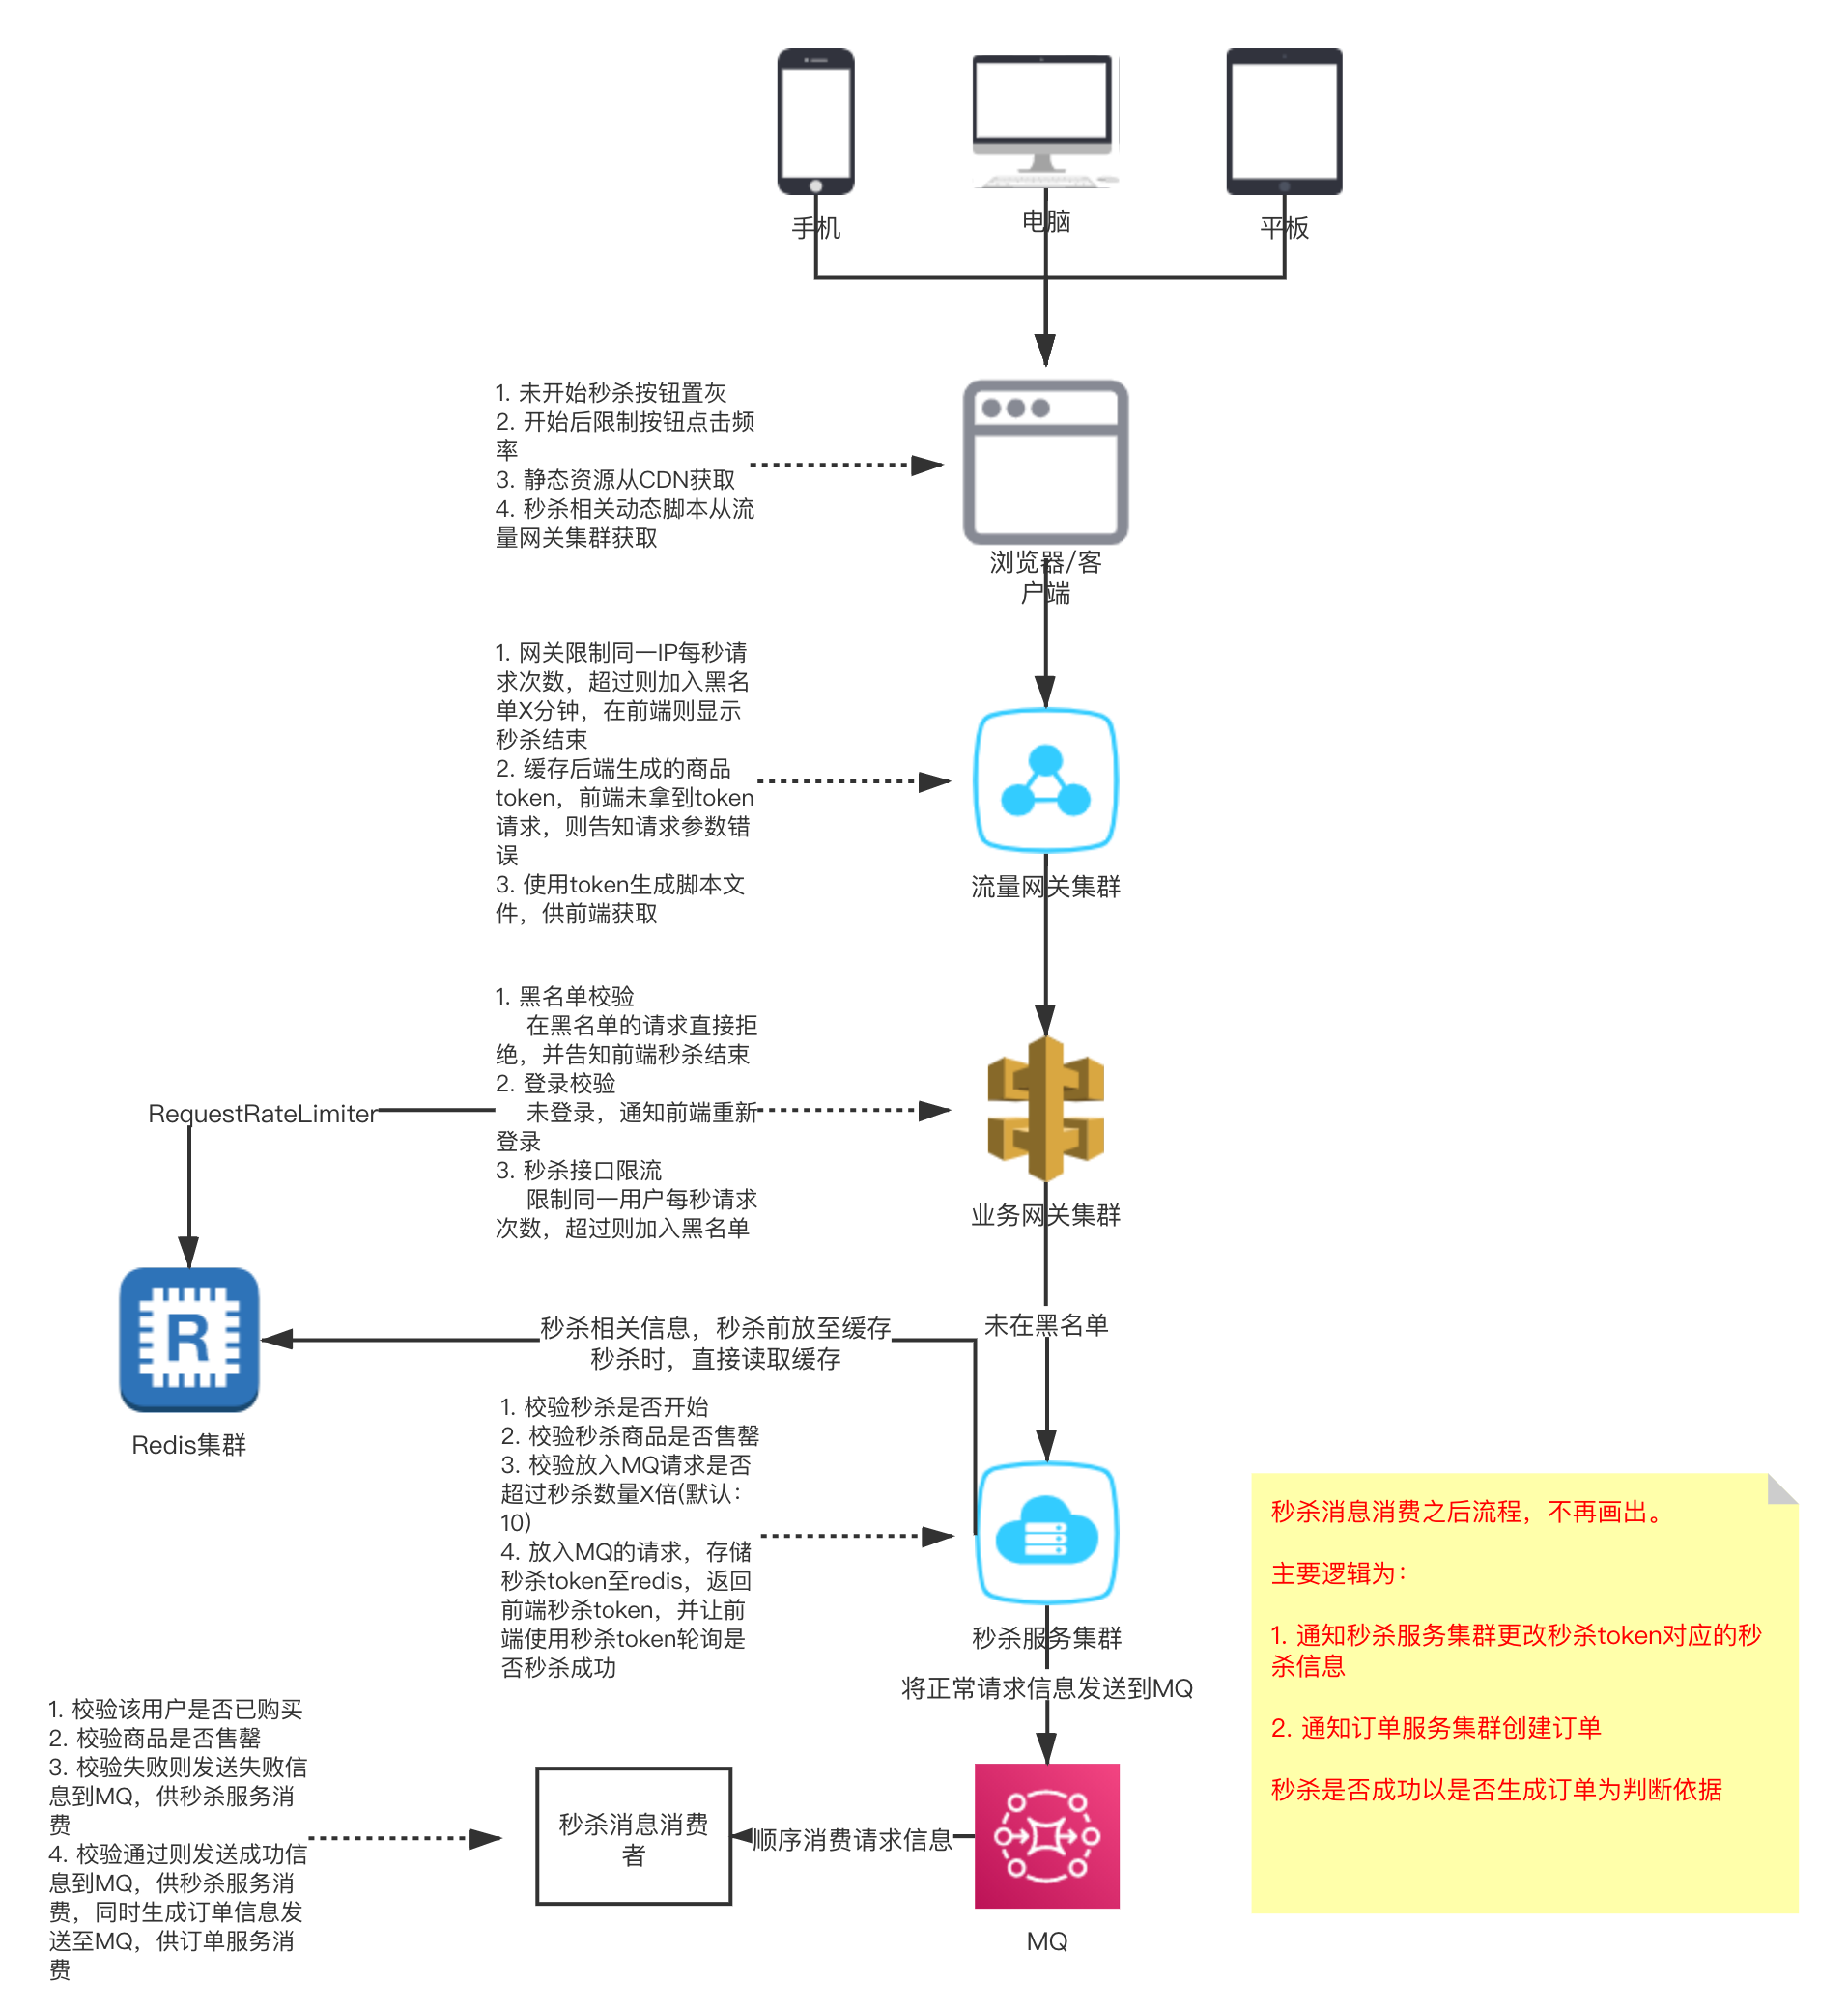 手机
电脑
平板
1. 未开始秒杀按钮置灰
2. 开始后限制按钮点击频
率
3. 静态资源从CDN获取
4. 秒杀相关动态脚本从流
量网关集群获取
浏览器/客
户端
1. 网关限制同一IP每秒请
求次数，超过则加入黑名
单X分钟，在前端则显示
秒杀结束
2. 缓存后端生成的商品
token，前端未拿到token
请求，则告知请求参数错
误
3. 使用token生成脚本文
件，供前端获取
流量网关集群
1. 黑名单校验
在黑名单的请求直接拒
绝，并告知前端秒杀结束
2. 登录校验
未登录，通知前端重新
登录
3. 秒杀接口限流
限制同一用户每秒请求
次数，超过则加入黑名单
RequestRateLimiter
业务网关集群
R
Redis集群
秒杀相关信息，秒杀前放至缓存
秒杀时，直接读取缓存
未在黑名单
1. 校验秒杀是否开始
2. 校验秒杀商品是否售罄
3. 校验放入MQ请求是否
超过秒杀数量X倍(默认：
10)
4. 放入MQ的请求，存储
秒杀token至redis，返回
前端秒杀token，并让前
端使用秒杀token轮询是
否秒杀成功
秒杀服务集群
将正常请求信息发送到MQ
秒杀消息消费之后流程，不再画出。
主要逻辑为：
1. 通知秒杀服务集群更改秒杀token对应的秒
杀信息
2. 通知订单服务集群创建订单
秒杀是否成功以是否生成订单为判断依据
1. 校验该用户是否已购买
2. 校验商品是否售罄
3. 校验失败则发送失败信
息到MQ，供秒杀服务消
费
4. 校验通过则发送成功信
息到MQ，供秒杀服务消
费，同时生成订单信息发
送至MQ，供订单服务消
费
秒杀消息消费
者
顺序消费请求信息
MQ